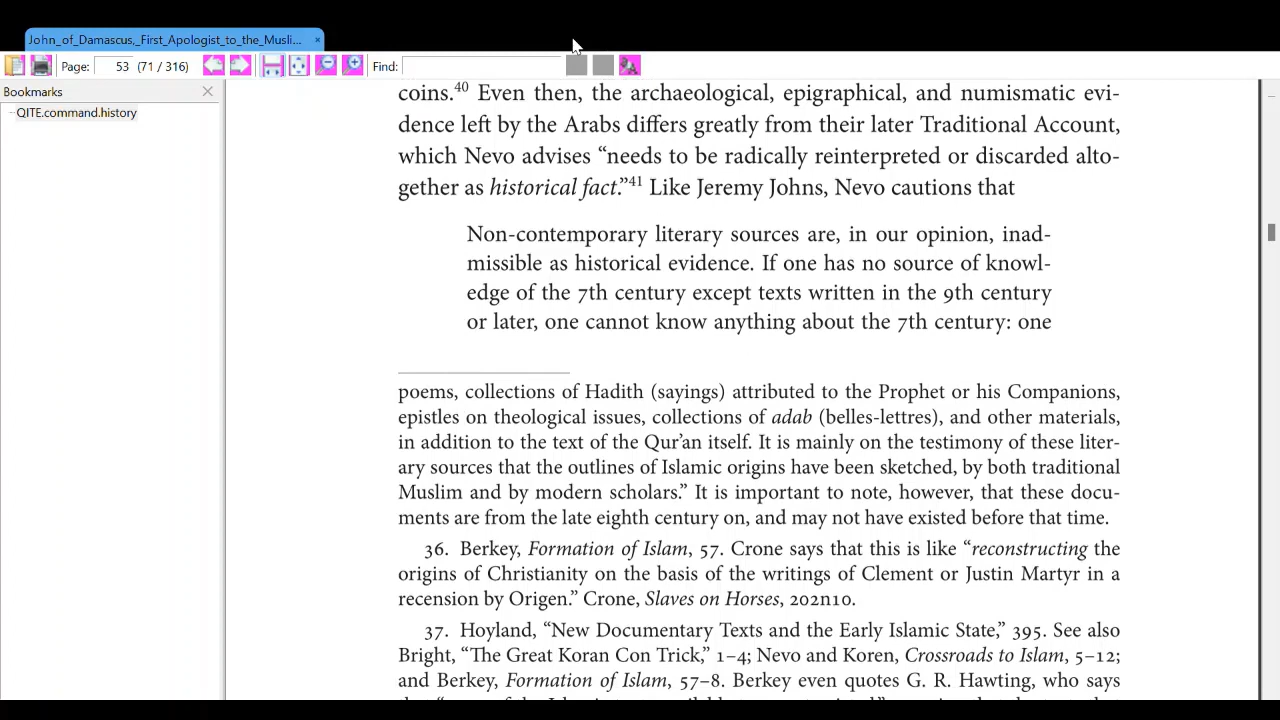 John_of_Damascus,_First_Apologist_to_the_Musli...
Page: 53 (71 / 316) Find:
Bookmarks
QITE.command.history
coins.40 Even then, the archaeological, epigraphical, and numismatic evi-
dence left by the Arabs differs greatly from their later Traditional Account,
which Nevo advises “needs to be radically reinterpreted or discarded alto-
gether as historical fact.”41 Like Jeremy Johns, Nevo cautions that
Non-contemporary literary sources are, in our opinion, inad-
missible as historical evidence. If one has no source of knowl-
edge of the 7th century except texts written in the 9th century
or later, one cannot know anything about the 7th century: one
poems, collections of Hadith (sayings) attributed to the Prophet or his Companions,
epistles on theological issues, collections of adab (belles-lettres), and other materials,
in addition to the text of the Qur’an itself. It is mainly on the testimony of these liter-
ary sources that the outlines of Islamic origins have been sketched, by both traditional
Muslim and by modern scholars.” It is important to note, however, that these docu-
ments are from the late eighth century on, and may not have existed before that time.
36. Berkey, Formation of Islam, 57. Crone says that this is like “reconstructing the
origins of Christianity on the basis of the writings of Clement or Justin Martyr in a
recension by Origen.” Crone, Slaves on Horses, 202n10.
37. Hoyland, “New Documentary Texts and the Early Islamic State,” 395. See also
Bright, “The Great Koran Con Trick,” 1–4; Nevo and Koren, Crossroads to Islam, 5–12;
and Berkey, Formation of Islam, 57–8. Berkey even quotes G. R. Hawting, who says